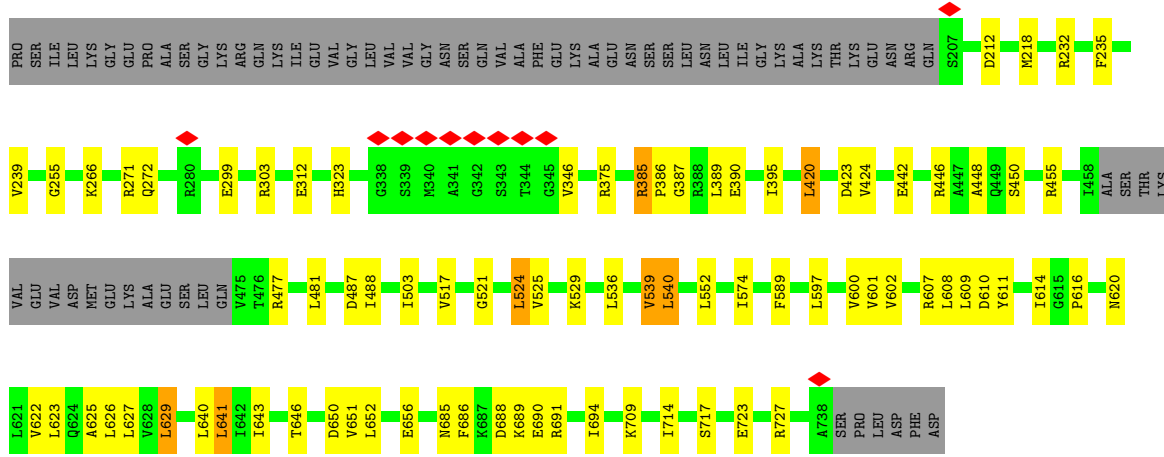 PRO SER ILE LEU LYS GLY GLU PRO ALA SER GLY LYS ARG GLN LYS ILE GLU VAL GLY LEU VAL VAL GLY ASN SER GLN VAL ALA PHE GLU LYS ALA GLU ASN SER SER LEU ASN LEU ILE GLY LYS ALA LYS THR LYS GLU ASN ARG GLN S207 D212 M218 R232 F235
V239 G255 K266 R271 Q272 R280 E299 R303 E312 H323 G338 S339 M340 A341 G342 S343 T344 G345 V346 R375 R385 P386 G387 R388 L389 E390 I395 L420 D423 V424 E442 R446 A447 A448 Q449 S450 R455 I458 ALA SER THR LYS
VAL GLU VAL ASP MET GLU LYS ALA GLU SER LEU GLN V475 T476 R477 L481 D487 I488 I503 V517 G521 L524 V525 K529 L536 V539 L540 L552 I574 F589 L597 V600 V601 V602 R607 L608 L609 D610 Y611 I614 G615 P616 N620
L621 V622 L623 Q624 A625 L626 L627 V628 L629 L640 L641 I642 I643 T646 D650 V651 L652 E656 N685 F686 K687 D688 K689 E690 R691 I694 K709 I714 S717 E723 R727 A738 SER PRO LEU ASP PHE ASP